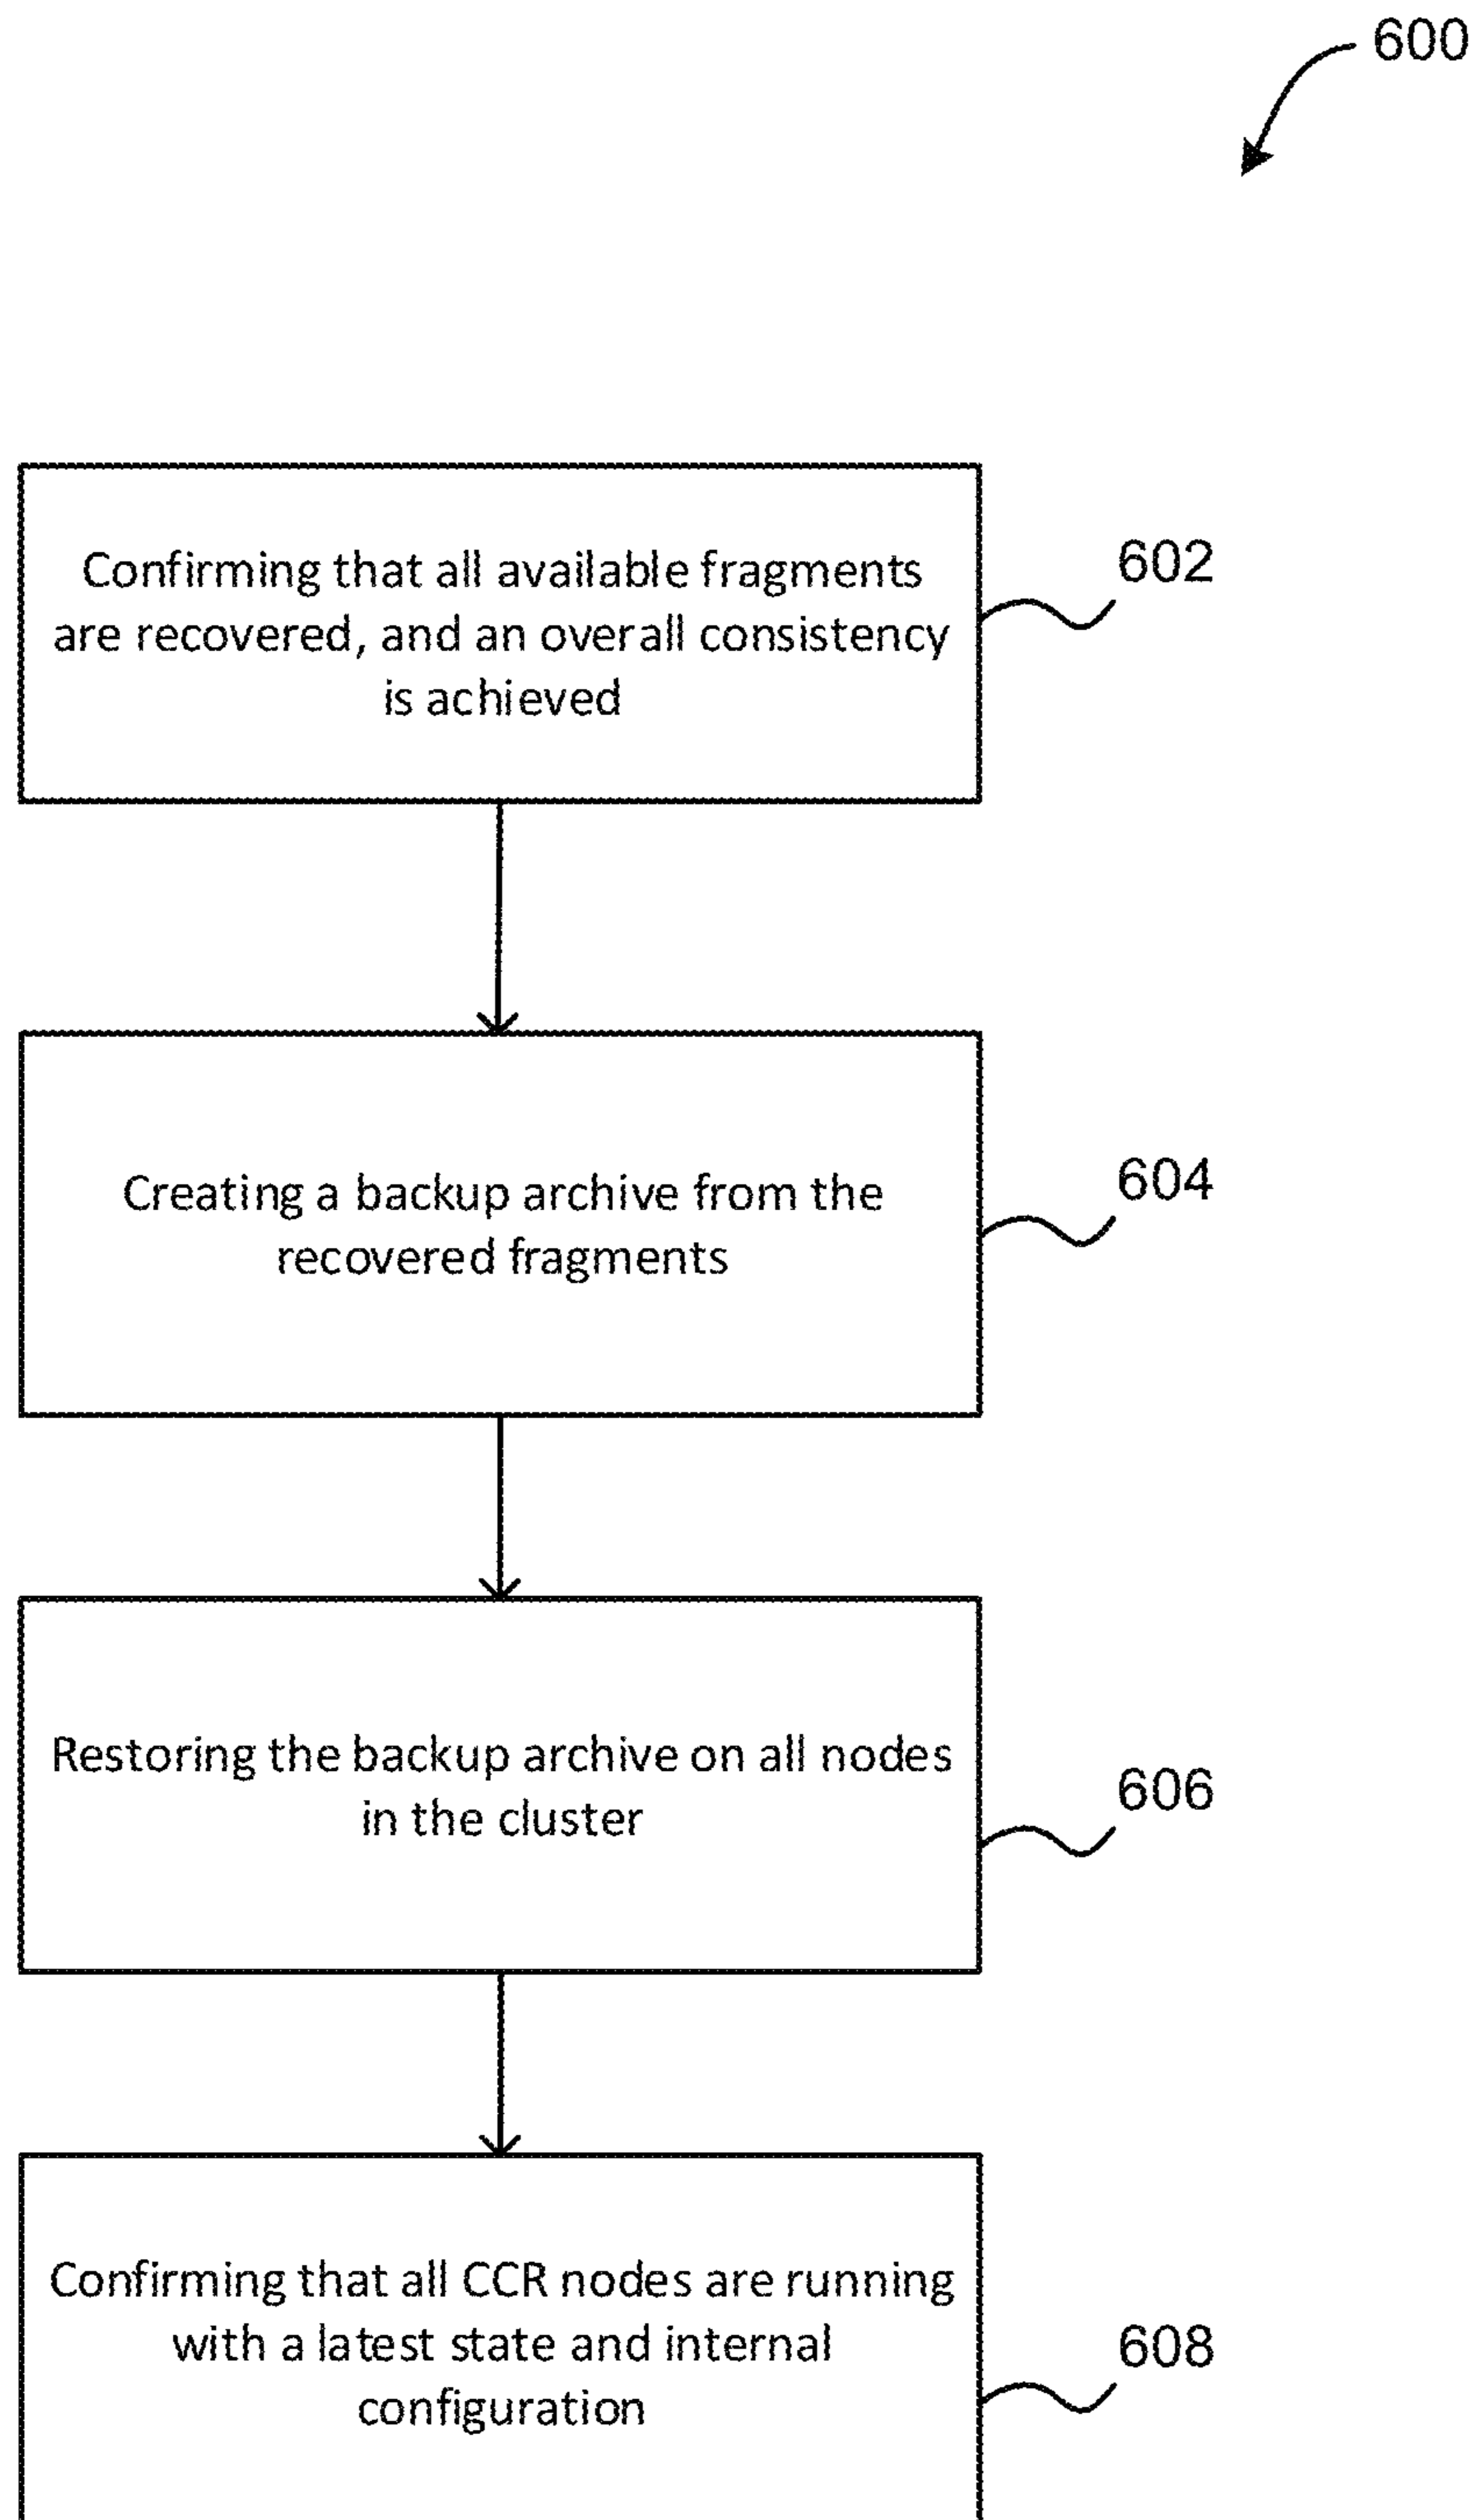 600
Confirming that all available fragments
are recovered, and an overall consistency
is achieved
602
Creating a backup archive from the
recovered fragments
604
Restoring the backup archive on all nodes
in the cluster
606
Confirming that all CCR nodes are running
with a latest state and internal
configuration
608